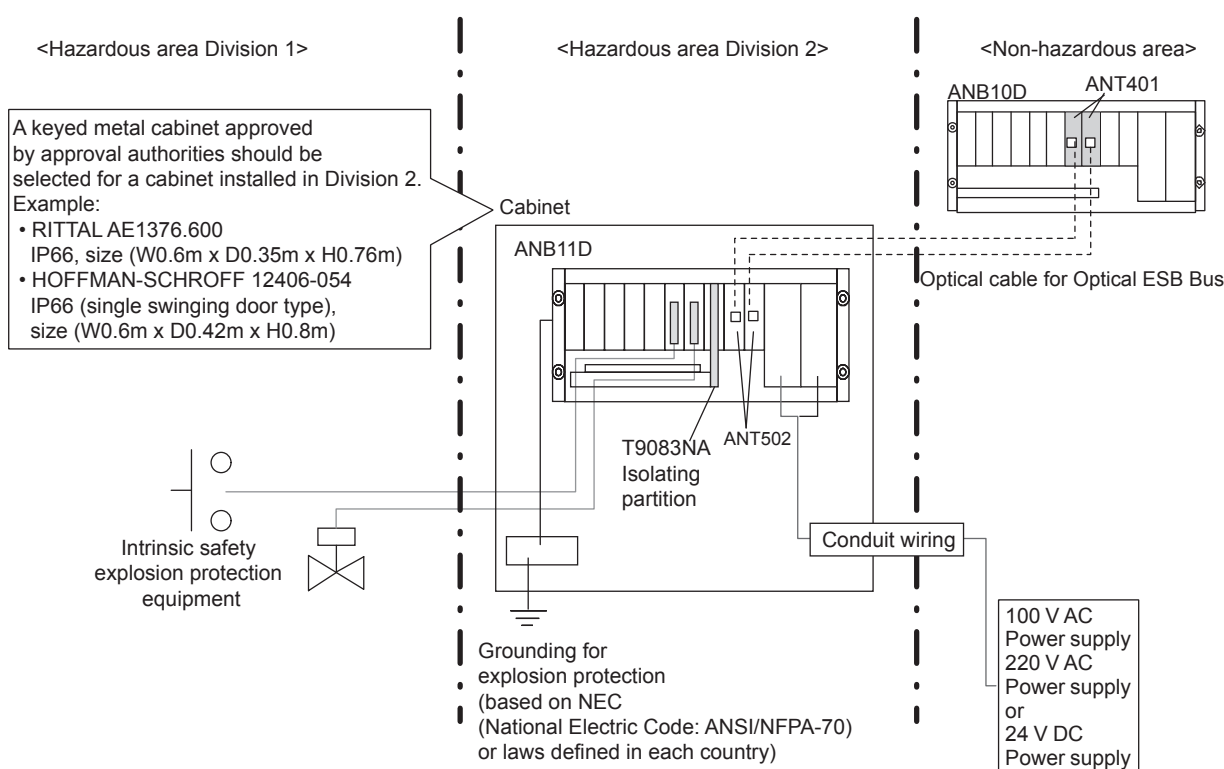 <Hazardous area Division 1>
<Hazardous area Division 2>
<Non-hazardous area>
ANB10D
ANT401
A keyed metal cabinet approved
by approval authorities should be
selected for a cabinet installed in Division 2.
Example:
• RITTAL AE1376.600
IP66, size (W0.6m x D0.35m x H0.76m)
• HOFFMAN-SCHROFF 12406-054
IP66 (single swinging door type),
size (W0.6m x D0.42m x H0.8m)
Cabinet
ANB11D
Optical cable for Optical ESB Bus
T9083NA
Isolating
partition
ANT502
Intrinsic safety
explosion protection
equipment
Conduit wiring
Grounding for
explosion protection
(based on NEC
(National Electric Code: ANSI/NFPA-70)
or laws defined in each country)
100 V AC
Power supply
220 V AC
Power supply
or
24 V DC
Power supply